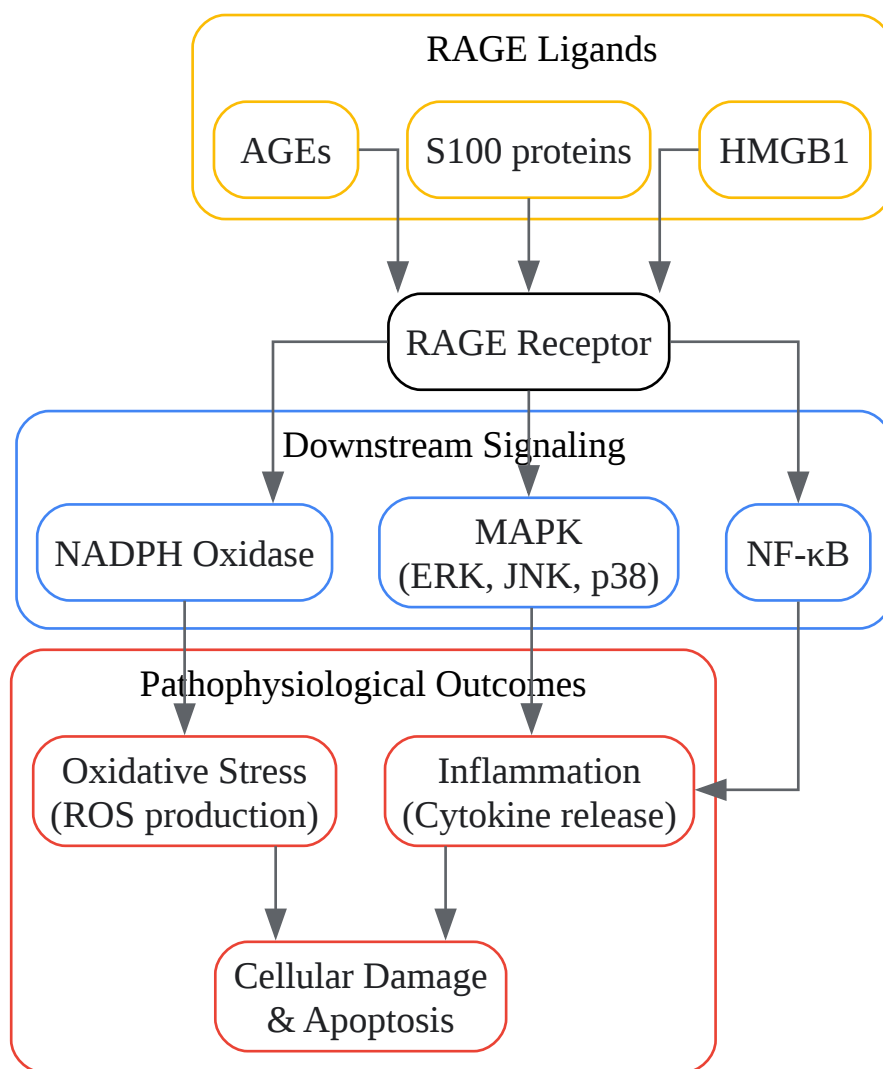 RAGE Ligands
AGEs
S100 proteins
HMGB1
RAGE Receptor
Downstream Signaling
NADPH Oxidase
MAPK
(ERK, JNK, p38)
NF-κB
Pathophysiological Outcomes
Oxidative Stress
(ROS production)
Inflammation
(Cytokine release)
Cellular Damage
& Apoptosis